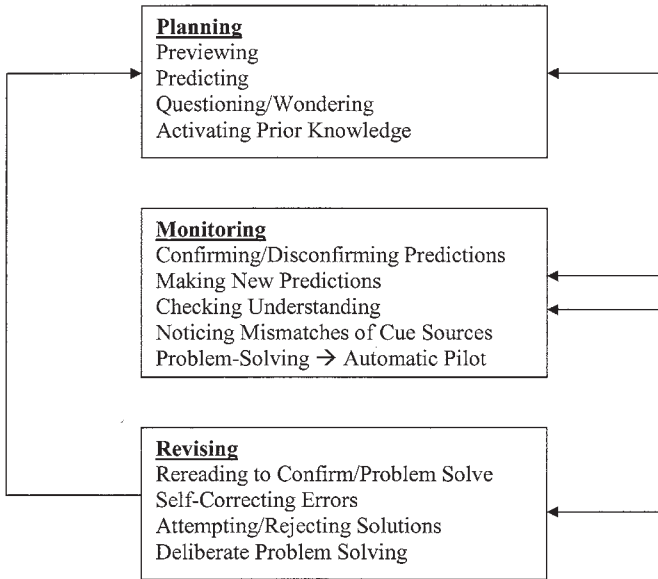 Planning
Previewing
Predicting
Questioning/Wondering
Activating Prior Knowledge
Monitoring
Confirming/Disconfirming Predictions
Making New Predictions
Checking Understanding
Noticing Mismatches of Cue Sources
Problem-Solving → Automatic Pilot
Revising
Rereading to Confirm/Problem Solve
Self-Correcting Errors
Attempting/Rejecting Solutions
Deliberate Problem Solving